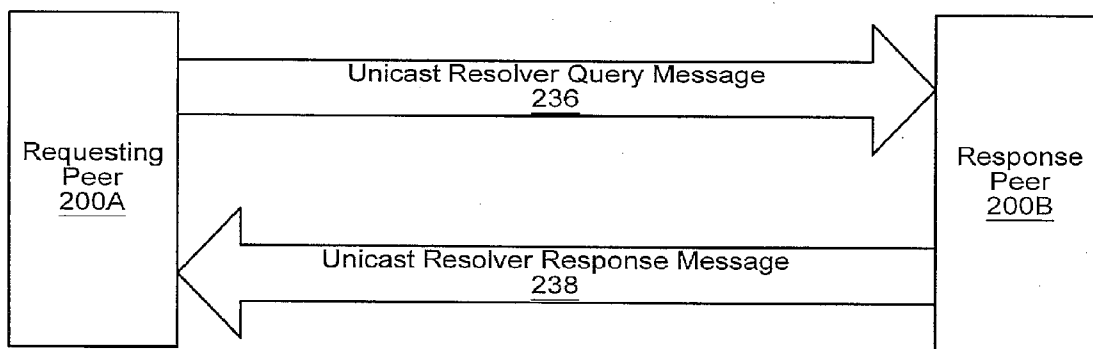 Unicast Resolver Query Message
236
Requesting
Peer
200A
Response
Peer
200B
Unicast Resolver Response Message
238